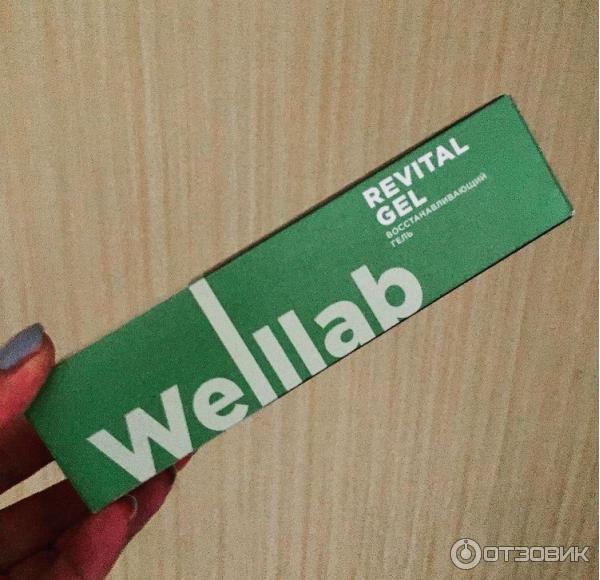 REVITAL
GEL
ВОССТАНАВЛИВАЮЩИЙ
ГЕЛЬ
Welllab
ОТЗОВИК